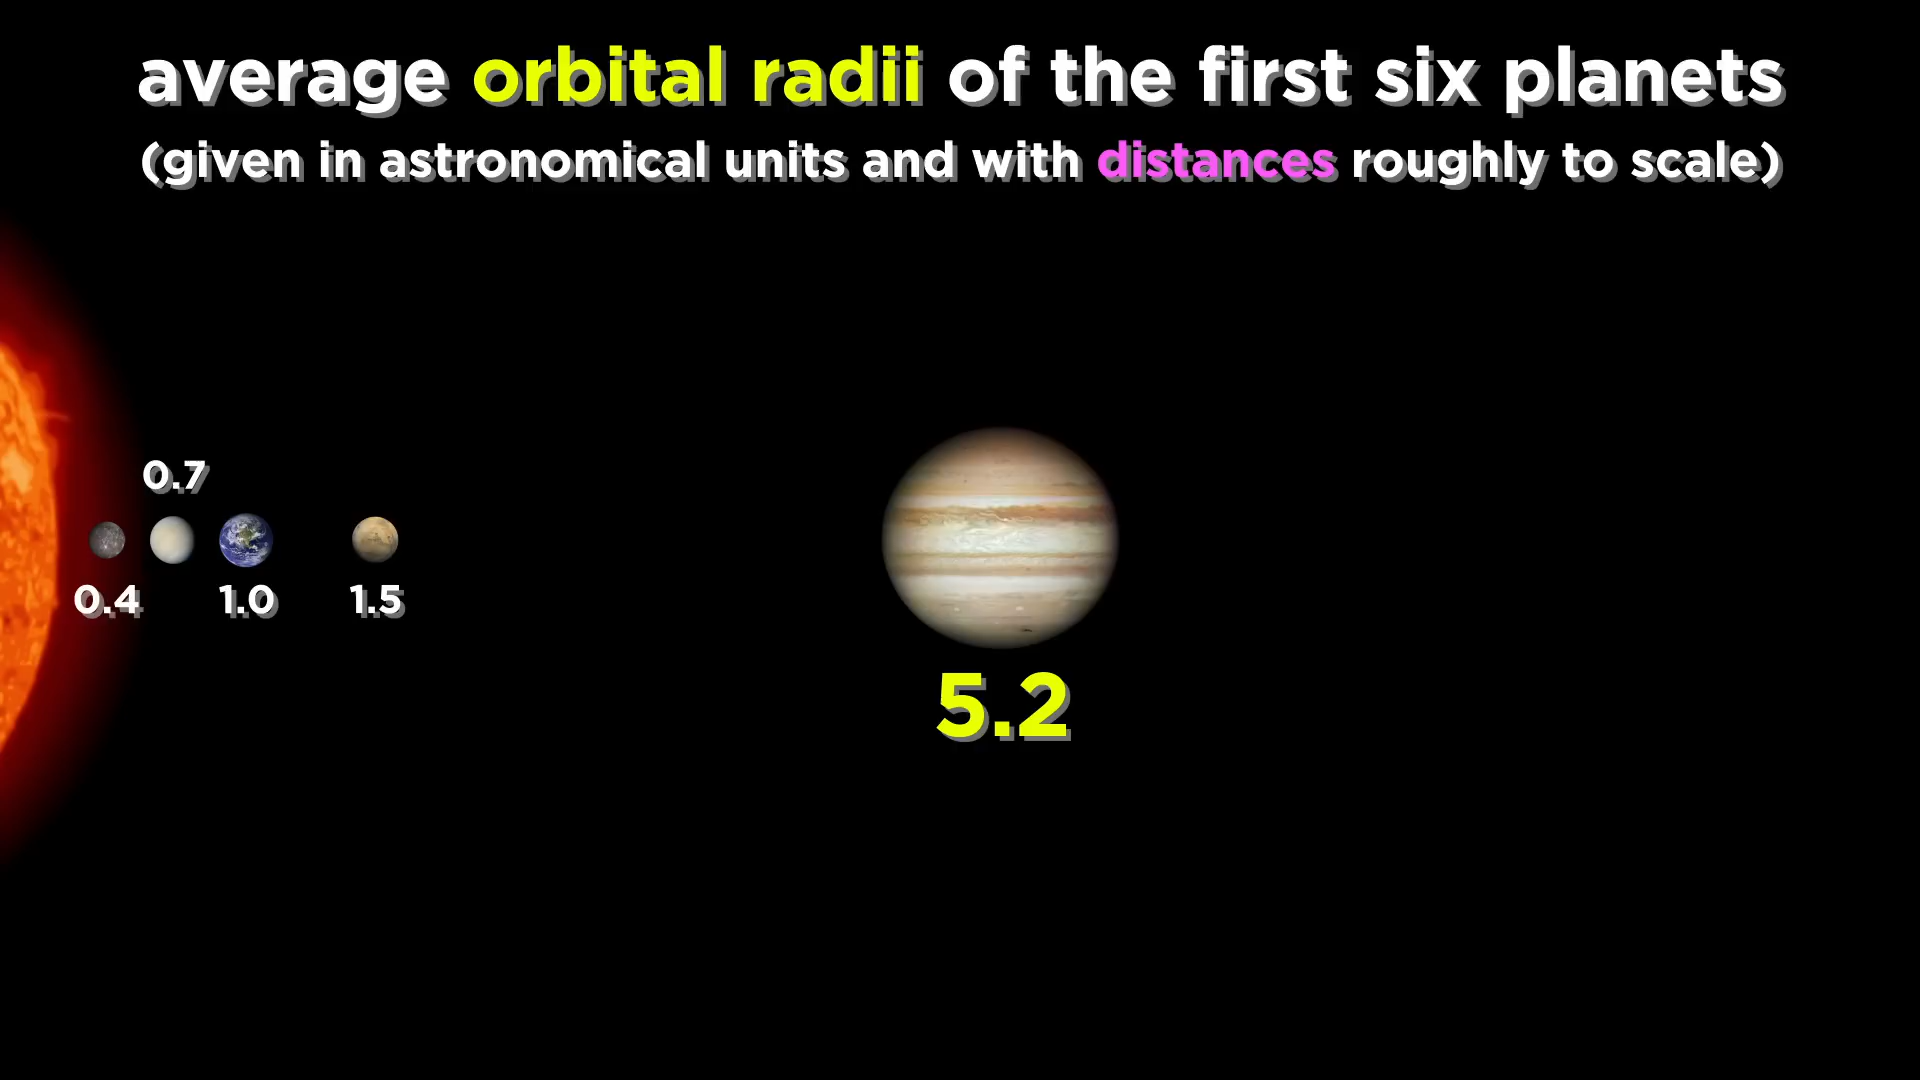 average orbital radii of the first six planets
(given in astronomical units and with distances roughly to scale)
0.7
0.4 1.0 1.5
5.2